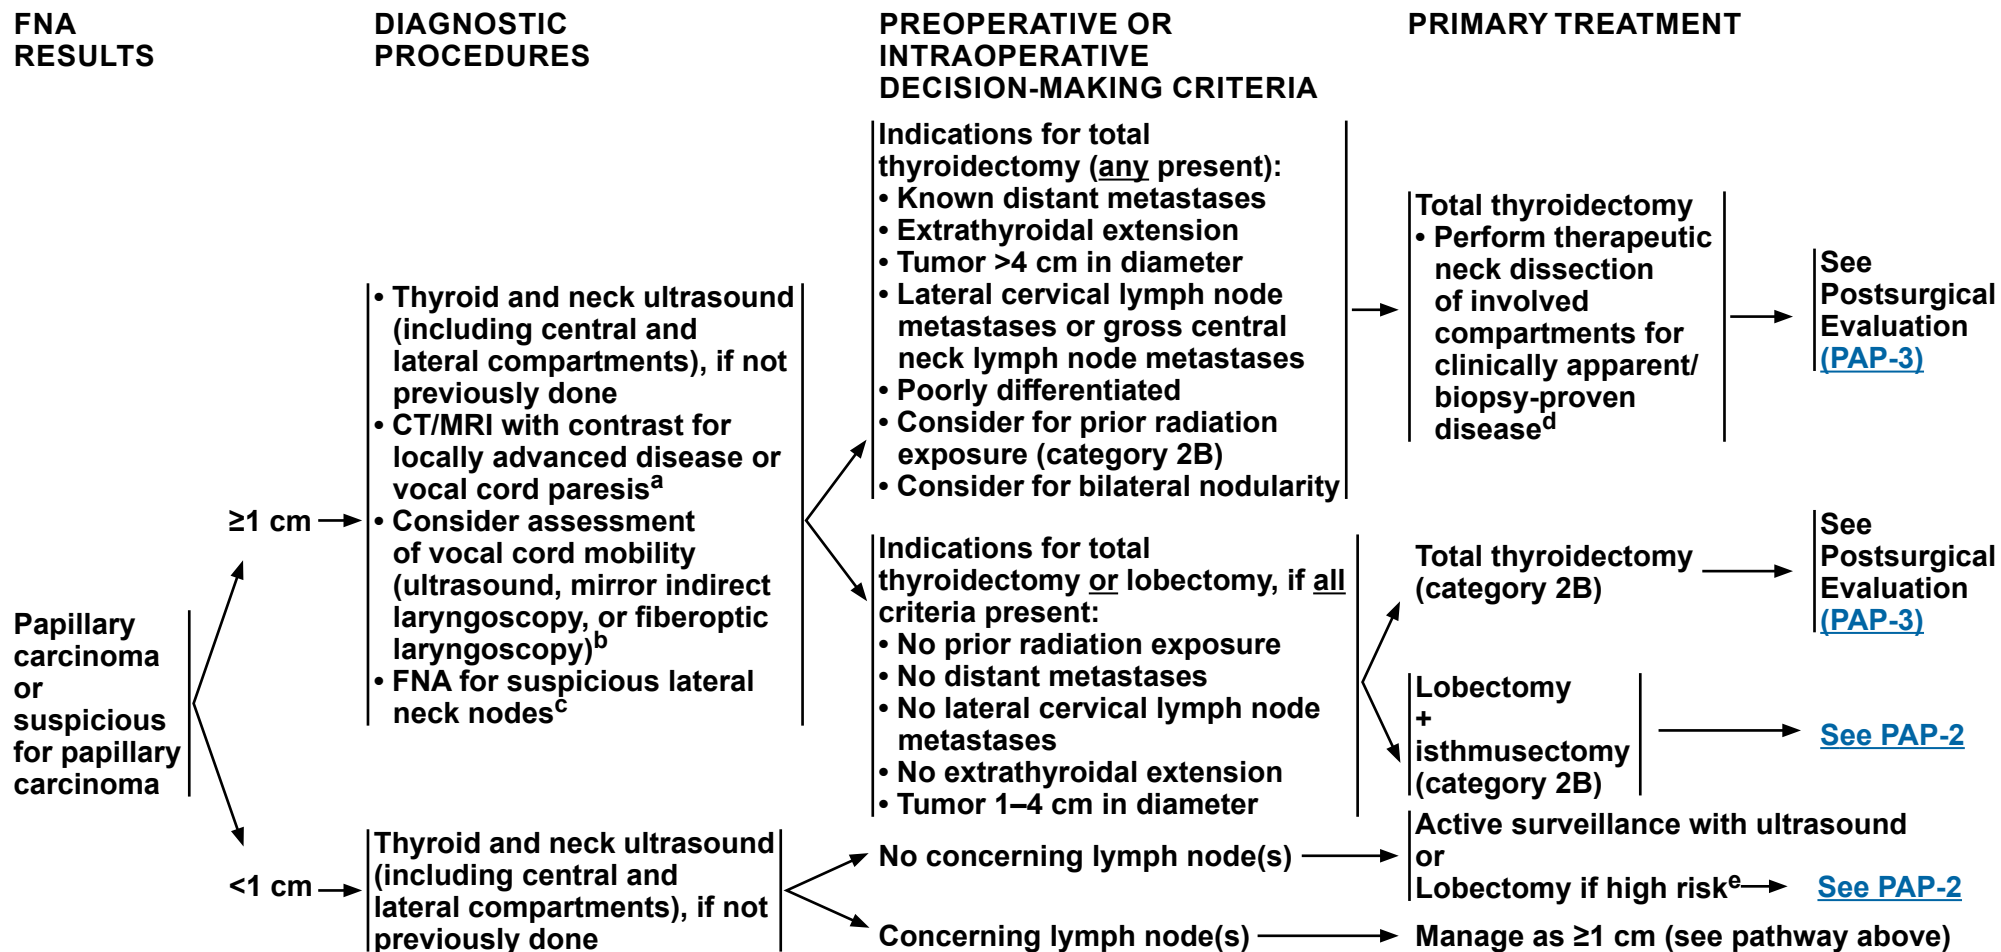 FNA
RESULTS
DIAGNOSTIC
PROCEDURES
PREOPERATIVE OR
INTRAOPERATIVE
DECISION-MAKING CRITERIA
PRIMARY TREATMENT
Papillary
carcinoma
or
suspicious
for papillary
carcinoma
≥1 cm
• Thyroid and neck ultrasound
(including central and
lateral compartments), if not
previously done
• CT/MRI with contrast for
locally advanced disease or
vocal cord paresisa
• Consider assessment
of vocal cord mobility
(ultrasound, mirror indirect
laryngoscopy, or fiberoptic
laryngoscopy)b
• FNA for suspicious lateral
neck nodesc
Indications for total
thyroidectomy (any present):
• Known distant metastases
• Extrathyroidal extension
• Tumor >4 cm in diameter
• Lateral cervical lymph node
metastases or gross central
neck lymph node metastases
• Poorly differentiated
• Consider for prior radiation
exposure (category 2B)
• Consider for bilateral nodularity
Total thyroidectomy
• Perform therapeutic
neck dissection
of involved
compartments for
clinically apparent/
biopsy-proven
diseased
See
Postsurgical
Evaluation
(PAP-3)
Indications for total
thyroidectomy or lobectomy, if all
criteria present:
• No prior radiation exposure
• No distant metastases
• No lateral cervical lymph node
metastases
• No extrathyroidal extension
• Tumor 1–4 cm in diameter
Total thyroidectomy
(category 2B)
See
Postsurgical
Evaluation
(PAP-3)
Lobectomy
+
isthmusectomy
(category 2B)
See PAP-2
<1 cm
Thyroid and neck ultrasound
(including central and
lateral compartments), if not
previously done
No concerning lymph node(s)
Active surveillance with ultrasound
or
Lobectomy if high riske
See PAP-2
Concerning lymph node(s)
Manage as ≥1 cm (see pathway above)